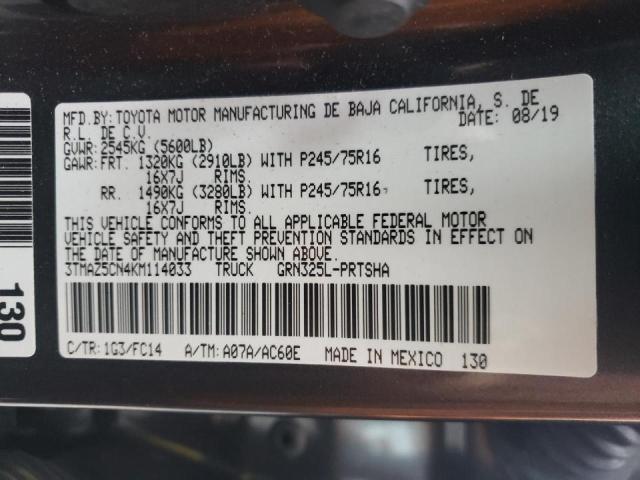 MFD.BY:TOYOTA MOTOR MANUFACTURING DE BAJA CALIFORNIA, S. DE
R.L. DE C.V. DATE: 08/19
GVWR:2545KG (5600LB)
GAWR:FRT. 1320KG (2910LB) WITH P245/75R16 TIRES,
16X7J RIMS.
RR. 1490KG (3280LB) WITH P245/75R16, TIRES,
16X7J RIMS.
THIS VEHICLE CONFORMS TO ALL APPLICABLE FEDERAL MOTOR
VEHICLE SAFETY AND THEFT PREVENTION STANDARDS IN EFFECT ON
THE DATE OF MANUFACTURE SHOWN ABOVE.
3TMAZ5CN4KM114033 TRUCK GRN325L-PRTSHA
C/TR:1G3/FC14 A/TM:A07A/AC60E MADE IN MEXICO 130
130